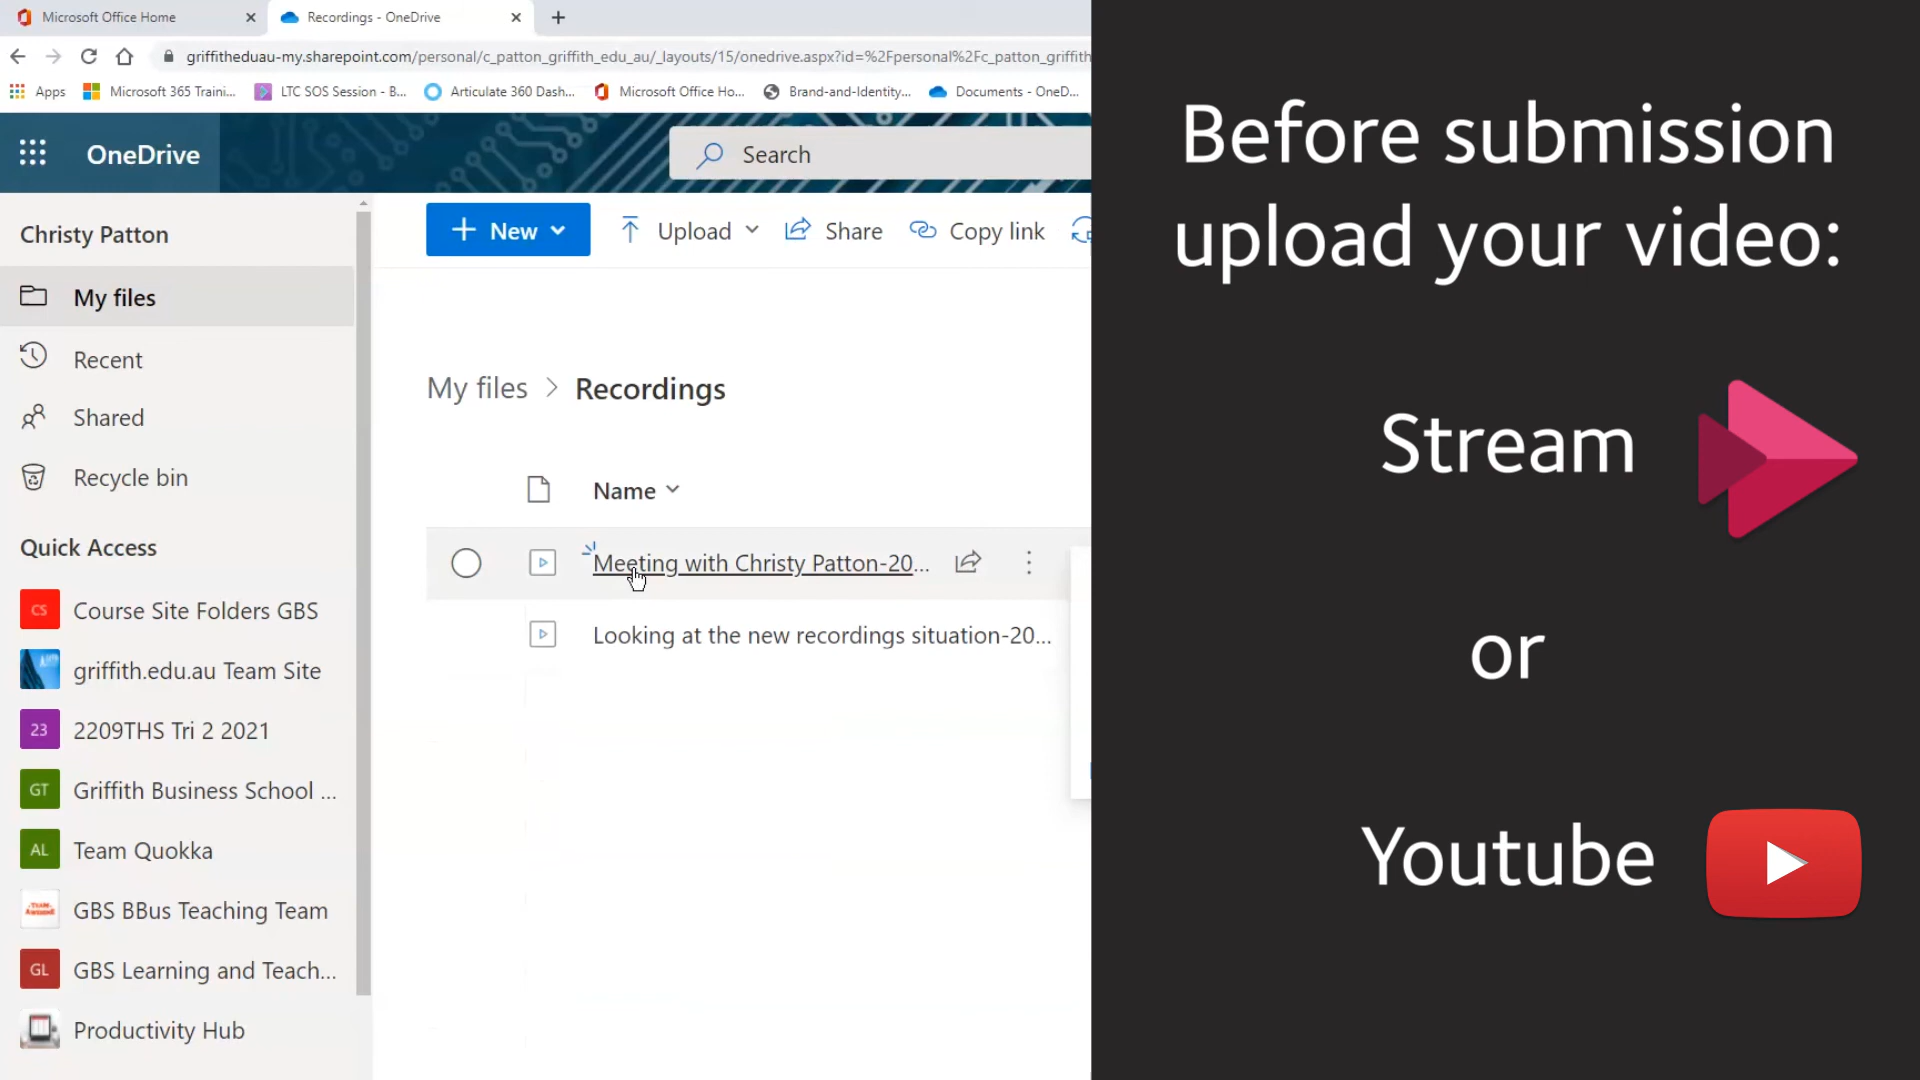 Microsoft Office Home
Recordings - OneDrive
griffitheduau-my.sharepoint.com/personal/c_patton_griffith_edu_au/_layouts/15/onedrive.aspx?id=%2Fpersonal%2Fc_patton_griffith
Apps
Microsoft 365 Traini...
LTC SOS Session - B...
Articulate 360 Dash...
Microsoft Office Ho...
Brand-and-Identity...
Documents - OneD...
OneDrive
Search
Christy Patton
My files
Recent
Shared
Recycle bin
Quick Access
CS
Course Site Folders GBS
griffith.edu.au Team Site
23
2209THS Tri 2 2021
GT
Griffith Business School ...
AL
Team Quokka
GBS BBus Teaching Team
GL
GBS Learning and Teach...
Productivity Hub
New
Upload
Share
Copy link
My files > Recordings
Name
Meeting with Christy Patton-20...
Looking at the new recordings situation-20...
Before submission
upload your video:
Stream
or
Youtube